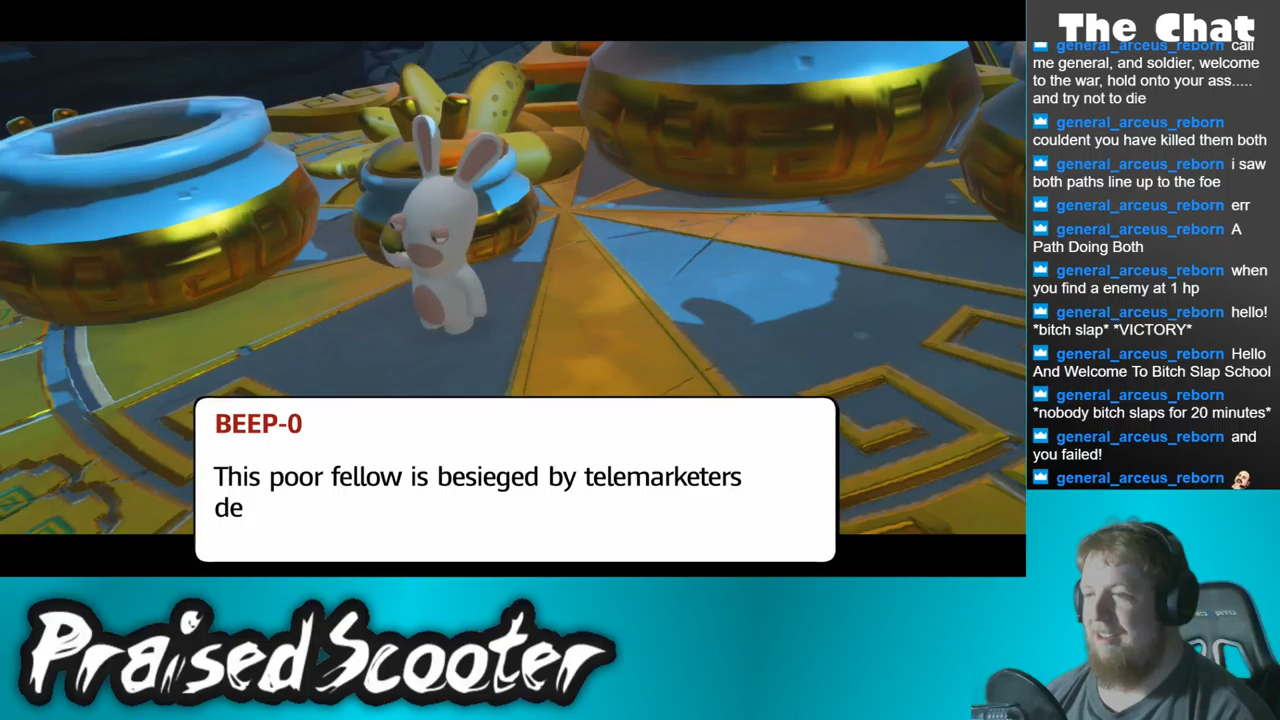 The Chat
general_arceus_reborn call
me general, and soldier, welcome
to the war, hold onto your ass.....
and try not to die
general_arceus_reborn
couldent you have killed them both
general_arceus_reborn i saw
both paths line up to the foe
general_arceus_reborn err
general_arceus_reborn A
Path Doing Both
general_arceus_reborn when
you find a enemy at 1 hp
general_arceus_reborn hello!
*bitch slap* *VICTORY*
general_arceus_reborn Hello
And Welcome To Bitch Slap School
general_arceus_reborn
*nobody bitch slaps for 20 minutes*
general_arceus_reborn and
you failed!
general_arceus_reborn
BEEP-0
This poor fellow is besieged by telemarketers
de
PraisedScooter